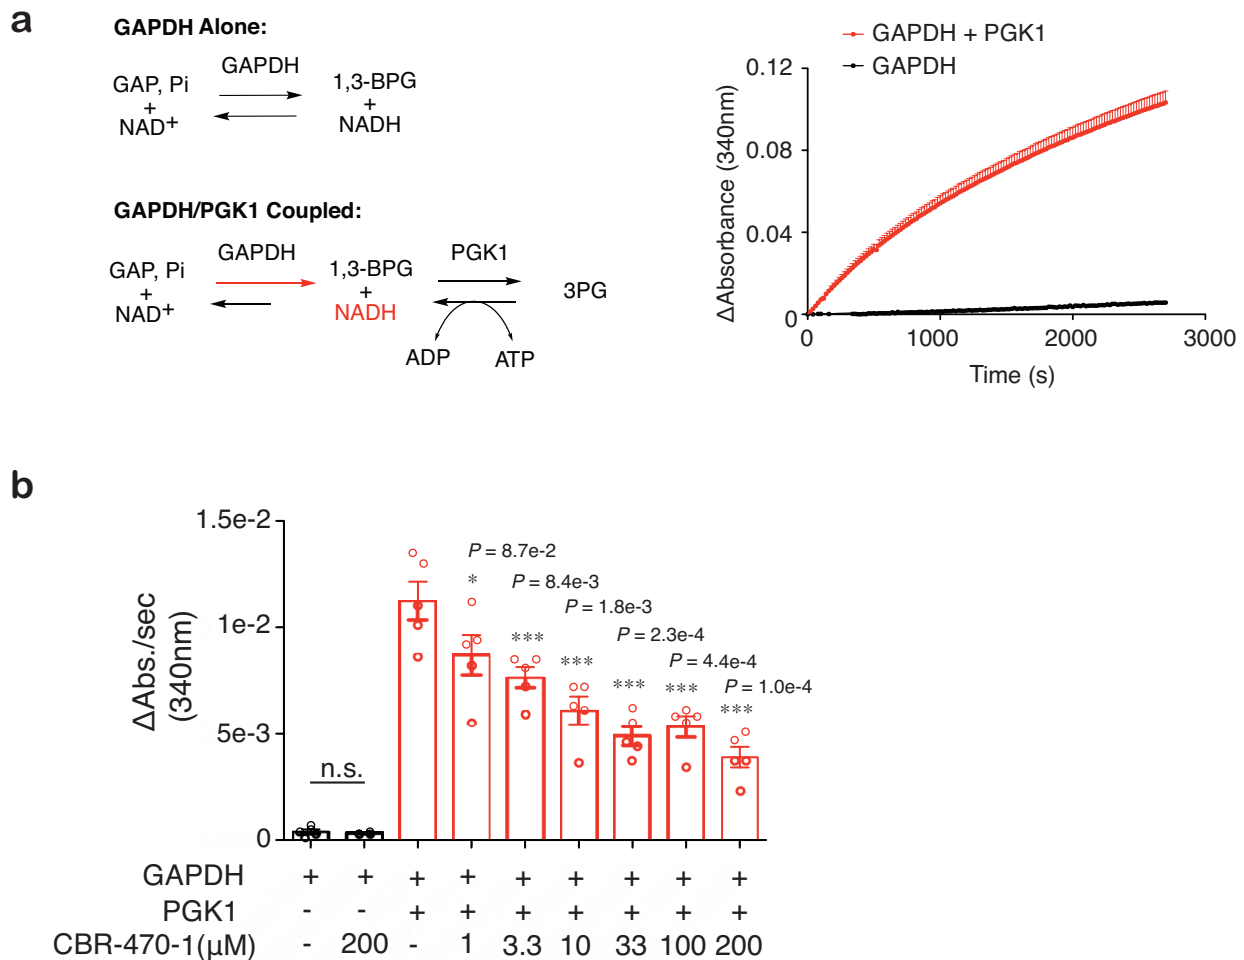 a
GAPDH Alone:
GAP, Pi
+
NAD+
GAPDH
1,3-BPG
+
NADH
GAPDH/PGK1 Coupled:
GAP, Pi
+
NAD+
GAPDH
1,3-BPG
+
NADH
PGK1
3PG
ADP
ATP
GAPDH + PGK1
GAPDH
ΔAbsorbance (340nm)
0.12
0.08
0.04
0
0 1000 2000 3000
Time (s)
b
ΔAbs./sec
(340nm)
1.5e-2
1e-2
5e-3
0
n.s.
P = 8.7e-2
*
P = 8.4e-3
***
P = 1.8e-3
***
P = 2.3e-4
***
P = 4.4e-4
***
P = 1.0e-4
***
GAPDH + + + + + + + + +
PGK1 - - + + + + + + +
CBR-470-1(μM) - 200 - 1 3.3 10 33 100 200